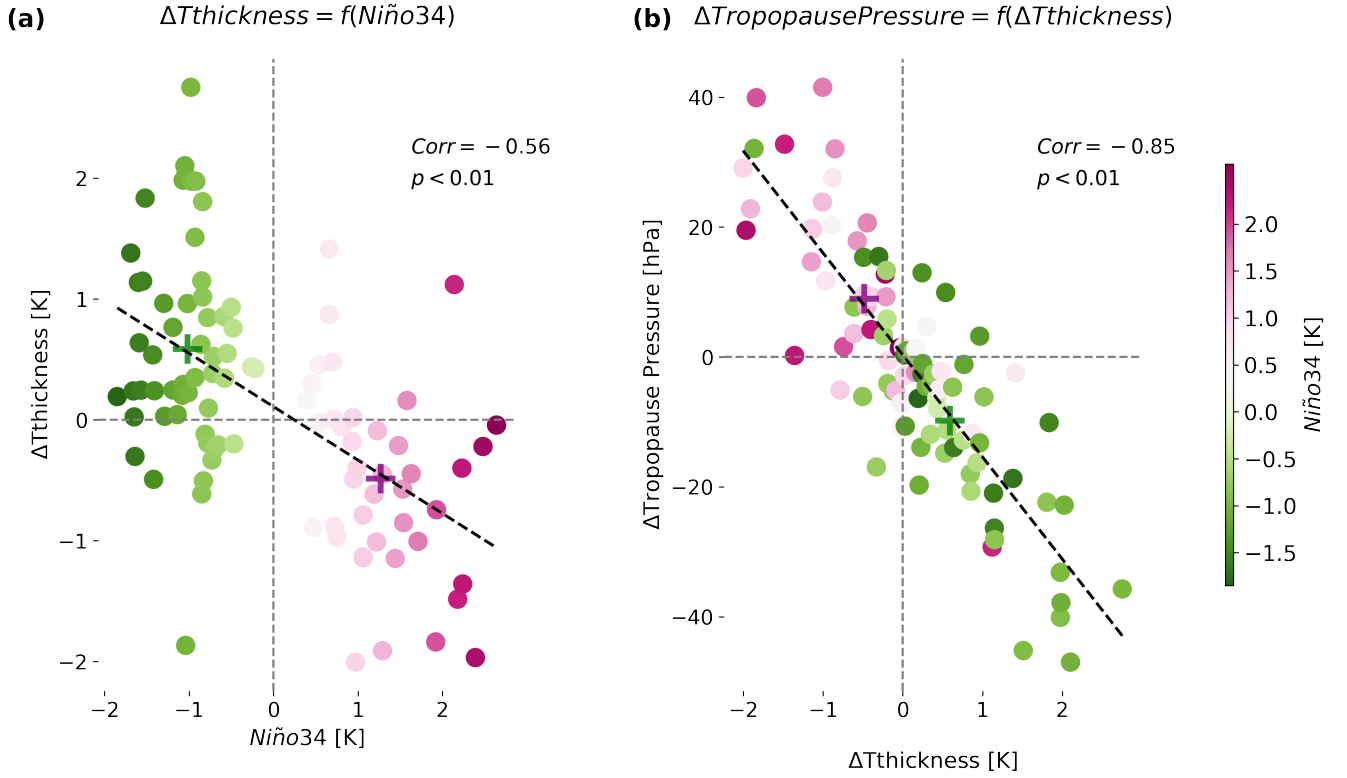 (a) ΔTthickness = f(Niño34)
Corr = −0.56
p < 0.01
ΔTthickness [K]
2
1
0
−1
−2
−2 −1 0 1 2
Niño34 [K]
(b) ΔTropopausePressure = f(ΔTthickness)
Corr = −0.85
p < 0.01
ΔTropopause Pressure [hPa]
40
20
0
−20
−40
−2 −1 0 1 2
ΔTthickness [K]
2.0
1.5
1.0
0.5
0.0
−0.5
−1.0
−1.5
Niño34 [K]